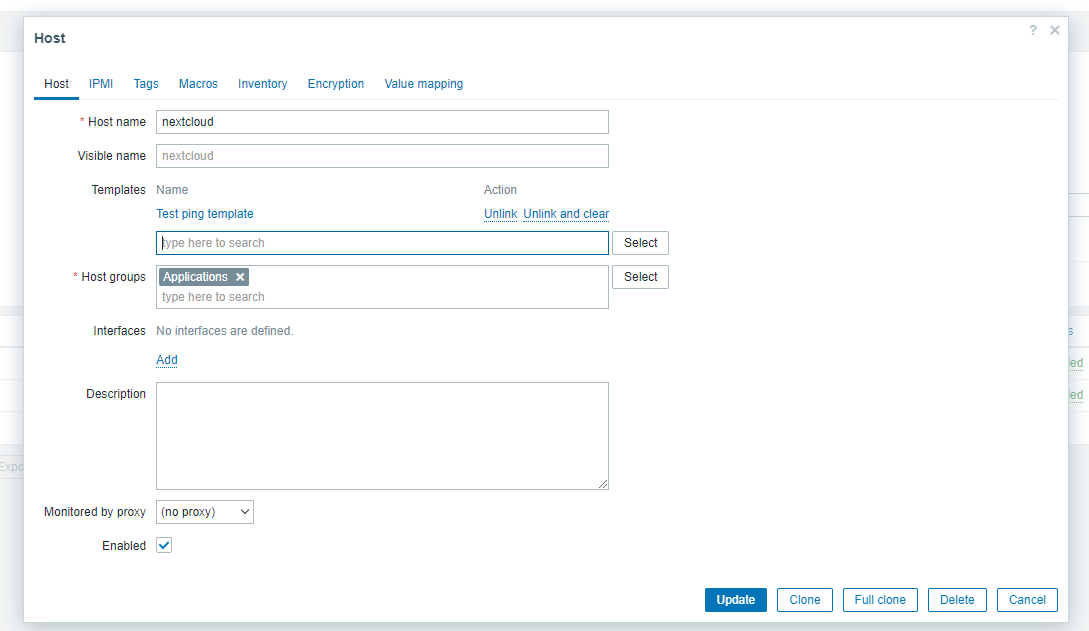 Host
? ×
Host IPMI Tags Macros Inventory Encryption Value mapping
* Host name nextcloud
Visible name nextcloud
Templates Name Action
Test ping template Unlink Unlink and clear
type here to search Select
* Host groups Applications × Select
type here to search
Interfaces No interfaces are defined.
Add
Description
Monitored by proxy (no proxy)
Enabled
Update Clone Full clone Delete Cancel